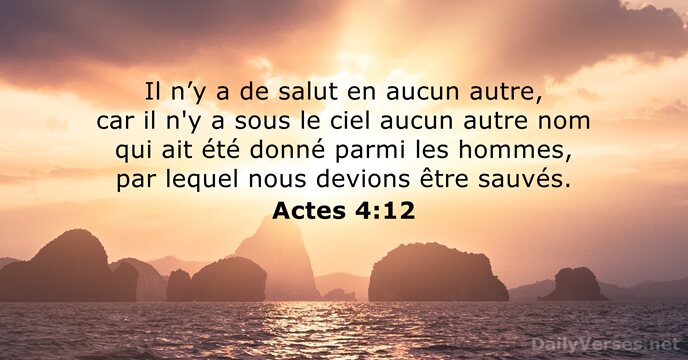 Il n’y a de salut en aucun autre,
car il n'y a sous le ciel aucun autre nom
qui ait été donné parmi les hommes,
par lequel nous devions être sauvés.
Actes 4:12
DailyVerses.net